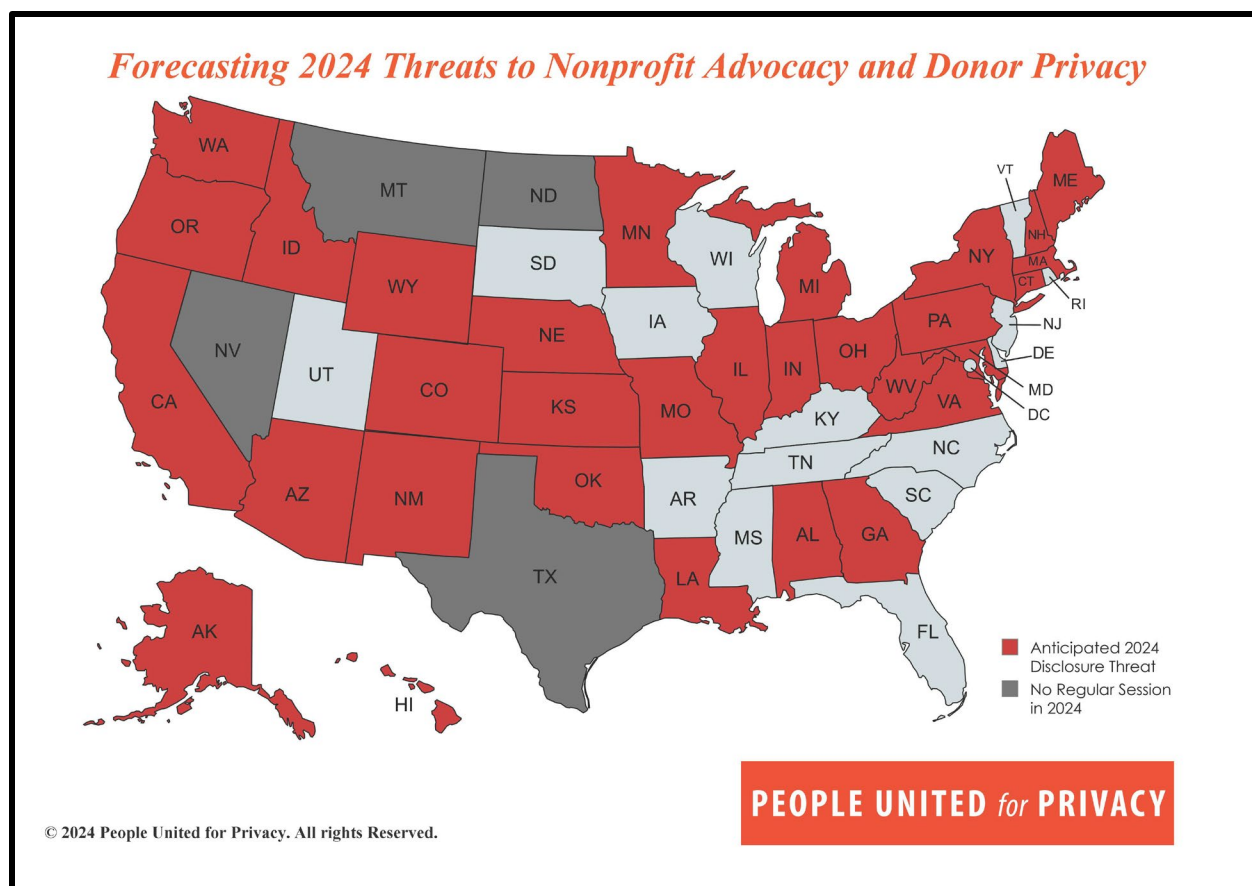 Forecasting 2024 Threats to Nonprofit Advocacy and Donor Privacy
WA
MT
ND
MN
VT
ME
OR
ID
SD
WI
NY
NH
MA
CT
RI
WY
MI
NV
UT
NE
IA
PA
NJ
DE
MD
DC
CA
CO
KS
MO
IL
IN
OH
WV
VA
KY
AZ
NM
OK
AR
TN
NC
SC
TX
LA
MS
AL
GA
FL
AK
HI
Anticipated 2024
Disclosure Threat
No Regular Session
in 2024
PEOPLE UNITED for PRIVACY
© 2024 People United for Privacy. All rights Reserved.